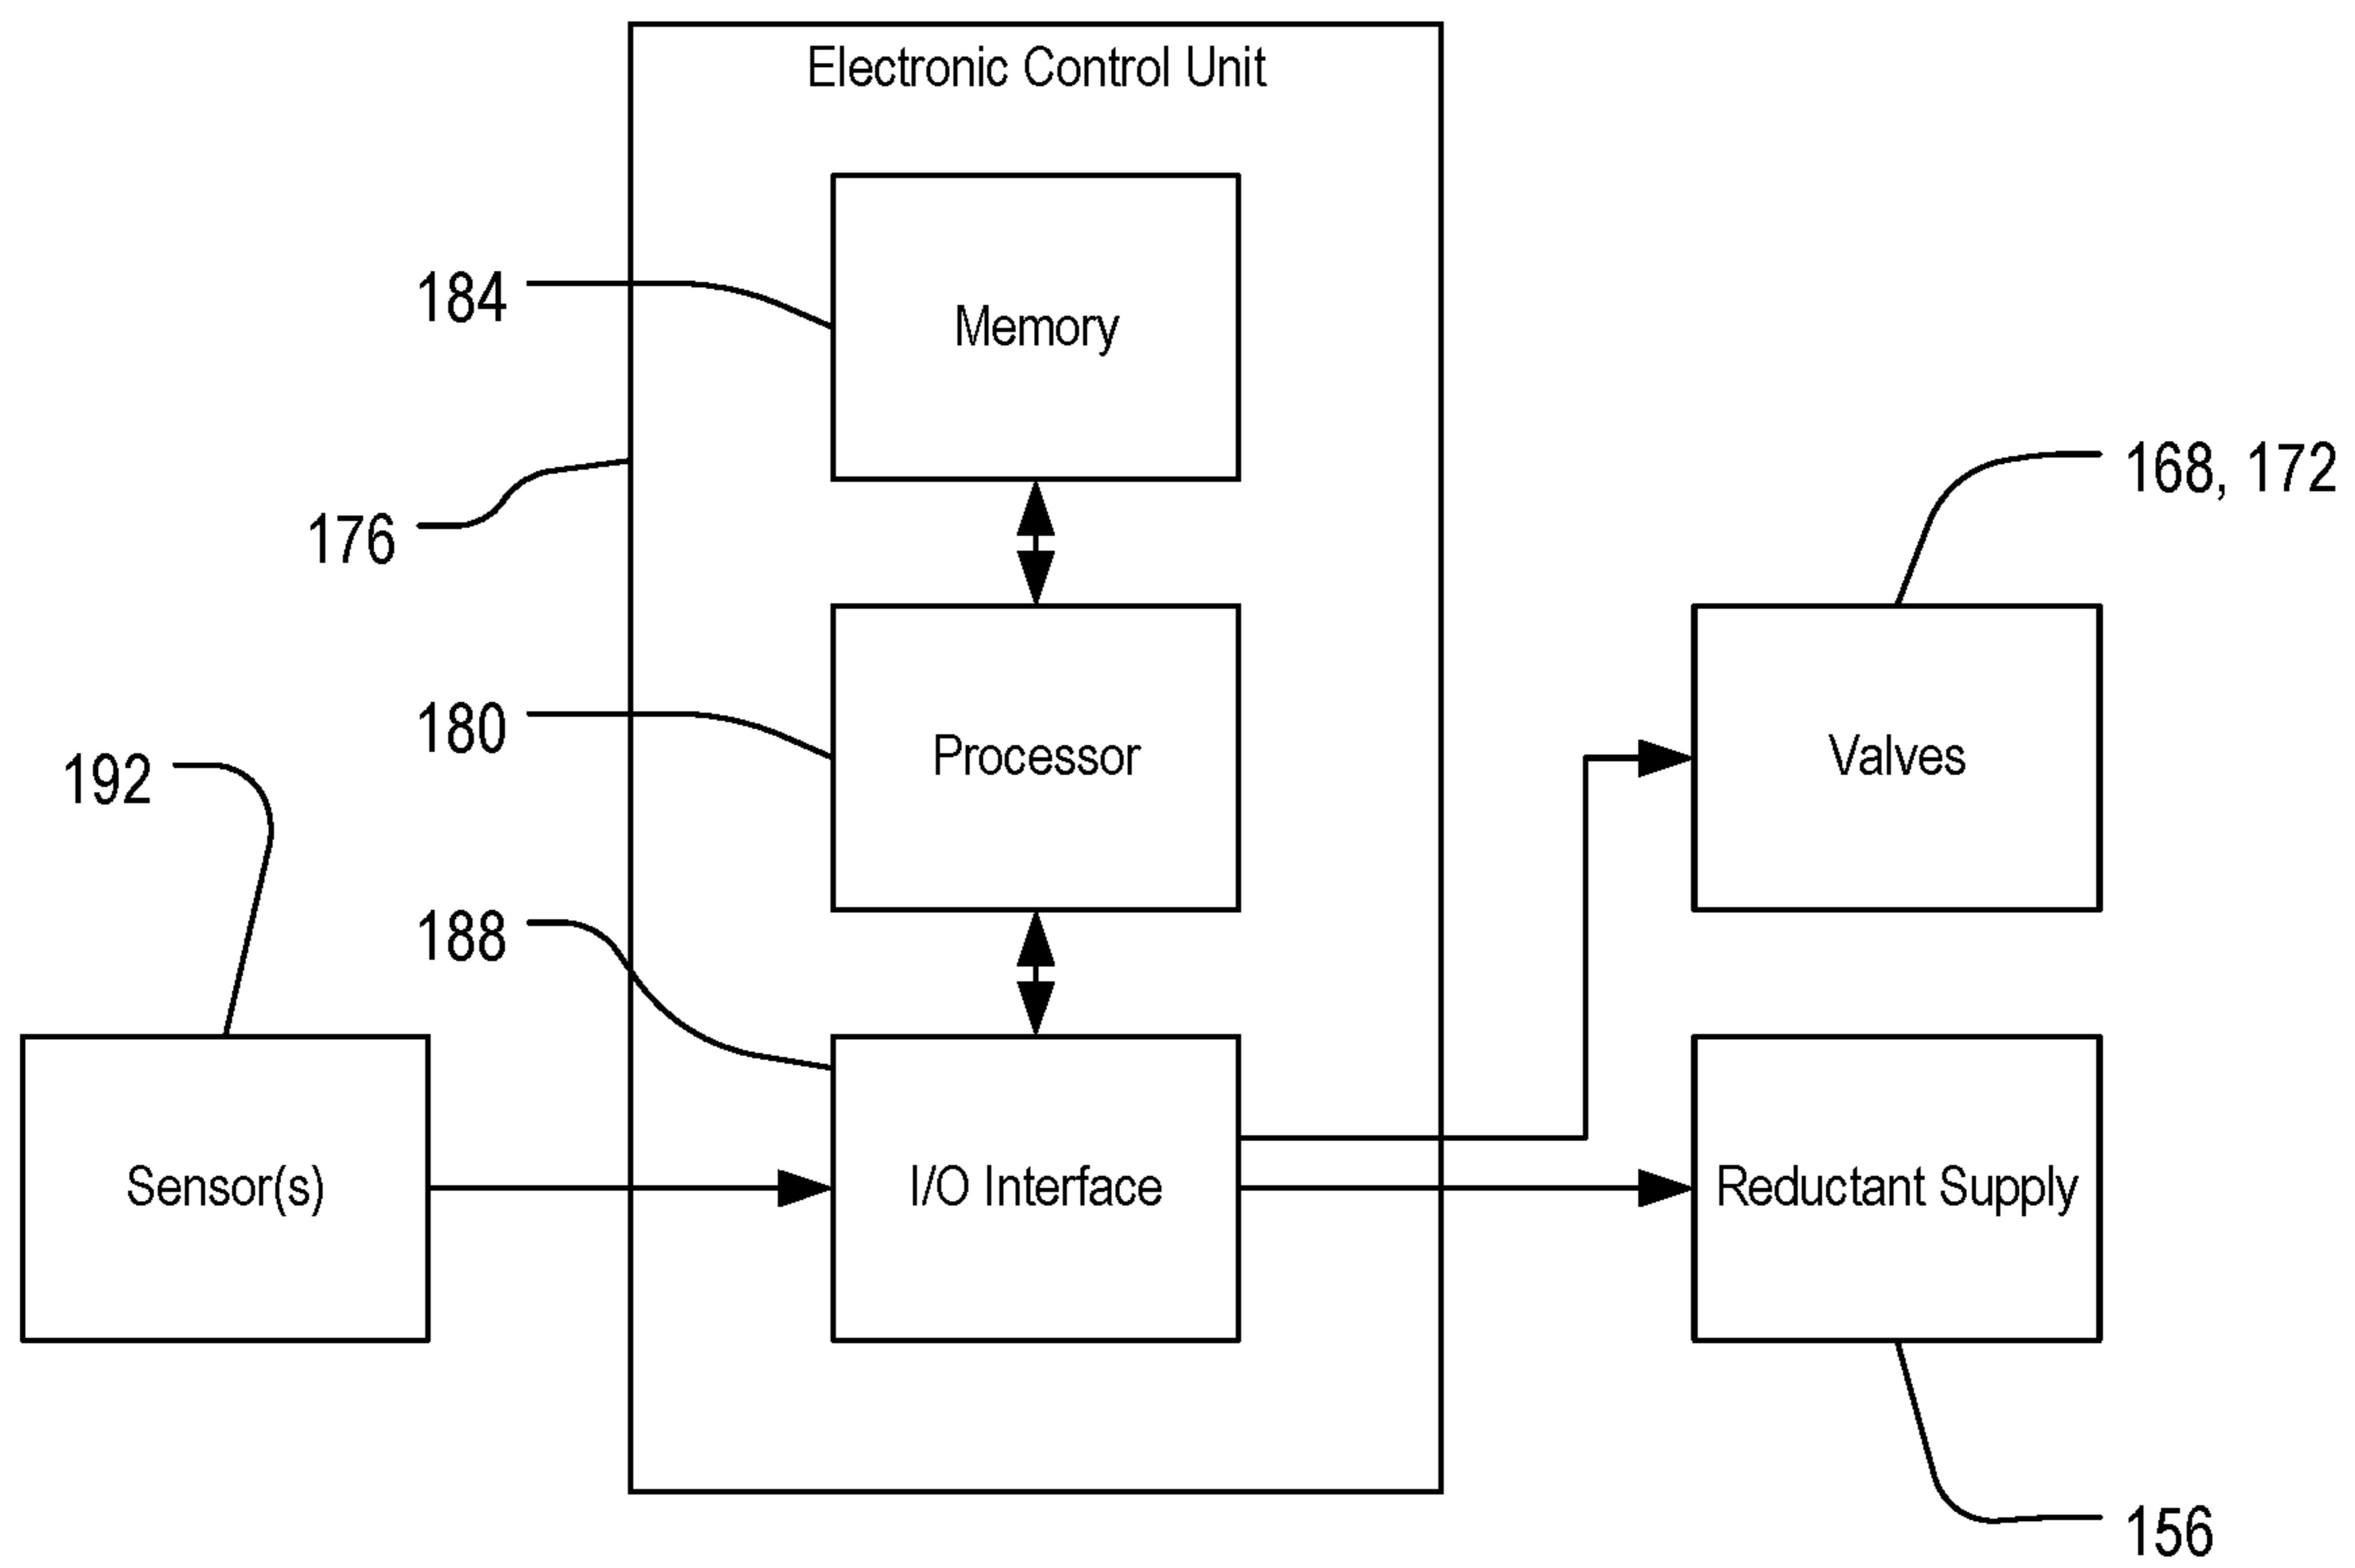 Electronic Control Unit
184
Memory
176
168, 172
180
Processor
Valves
192
188
Sensor(s)
I/O Interface
Reductant Supply
156